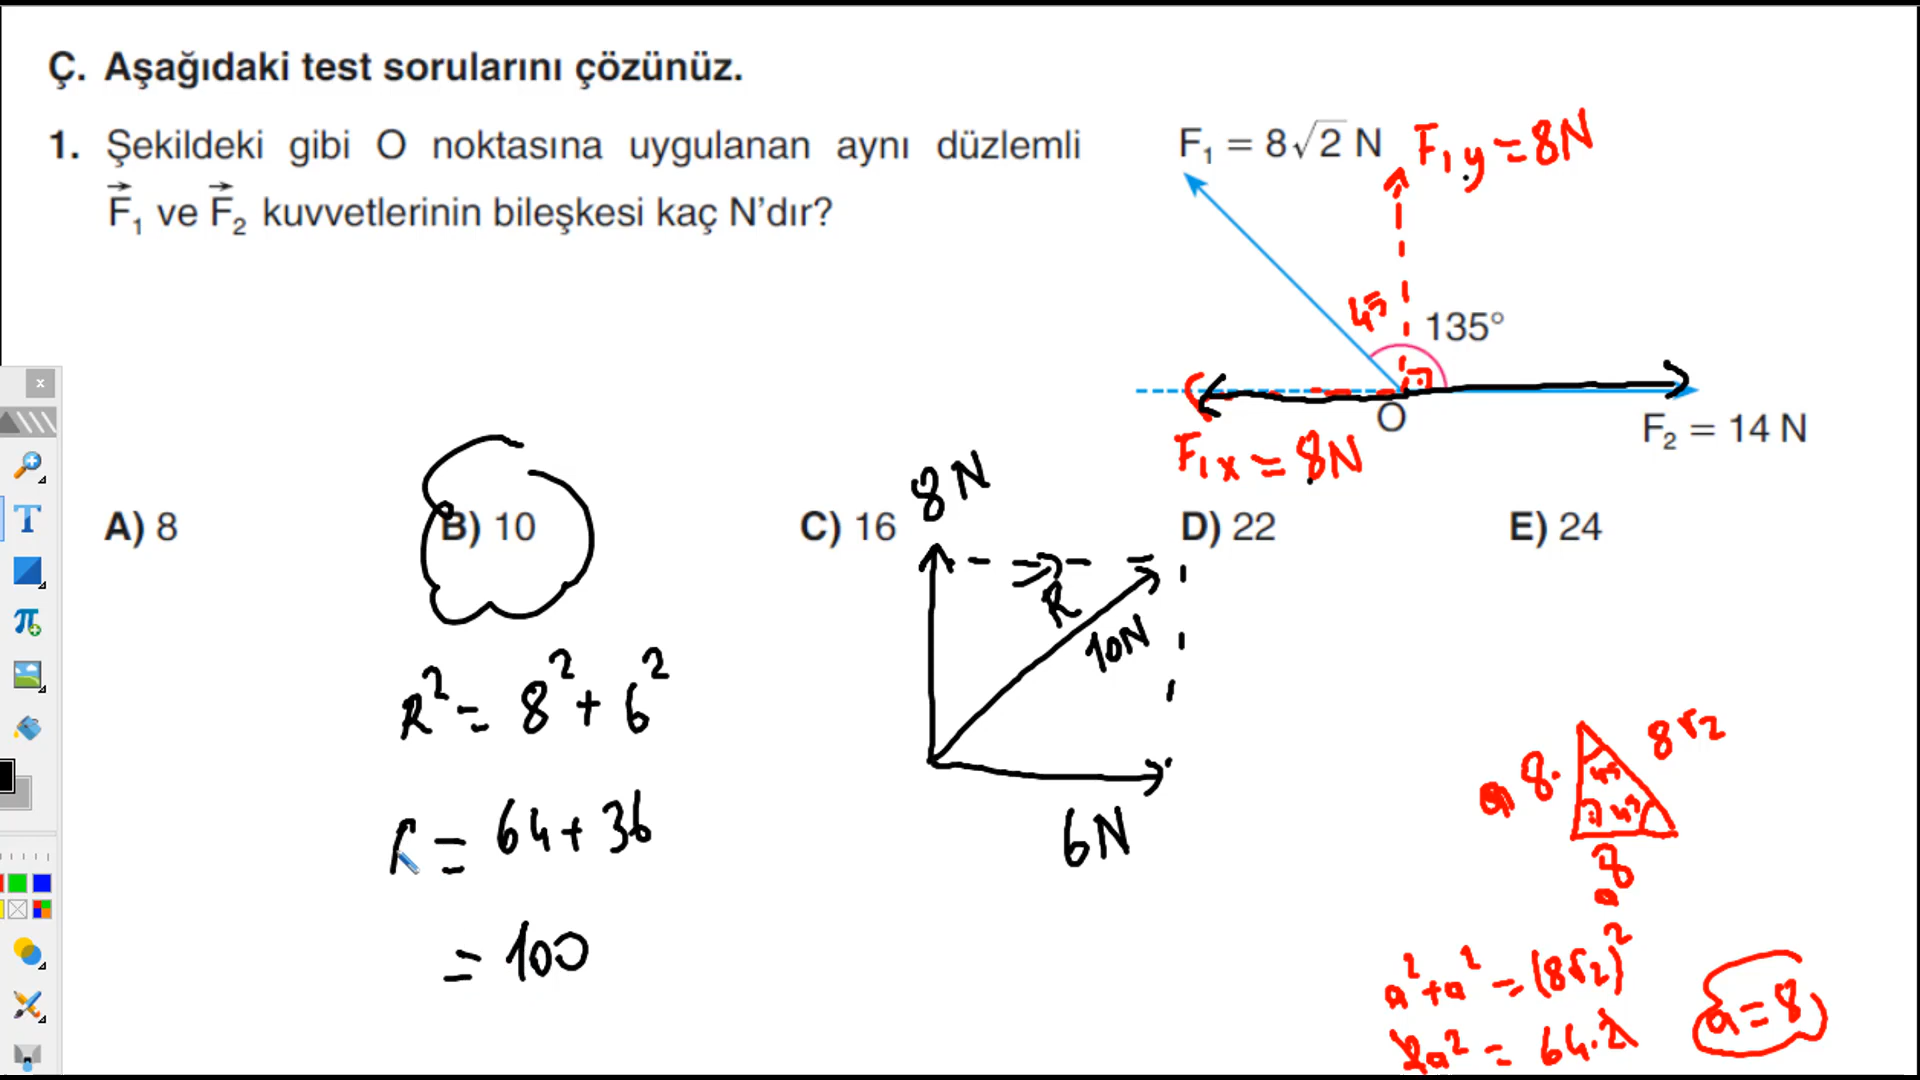 Ç. Aşağıdaki test sorularını çözünüz.
1. Şekildeki gibi O noktasına uygulanan aynı düzlemli
F₁ ve F₂ kuvvetlerinin bileşkesi kaç N'dır?
F₁ = 8√2 N
F₁y = 8N
45
135°
O
F₂ = 14 N
F₁x = 8N
A) 8
B) 10
C) 16
D) 22
E) 24
8N
R
10N
6N
R² = 8² + 6²
R = 64 + 36
= 100
a 8
8√2
45
45
8
a
a² + a² = (8√2)²
2a² = 64.2
a = 8
x
T
π